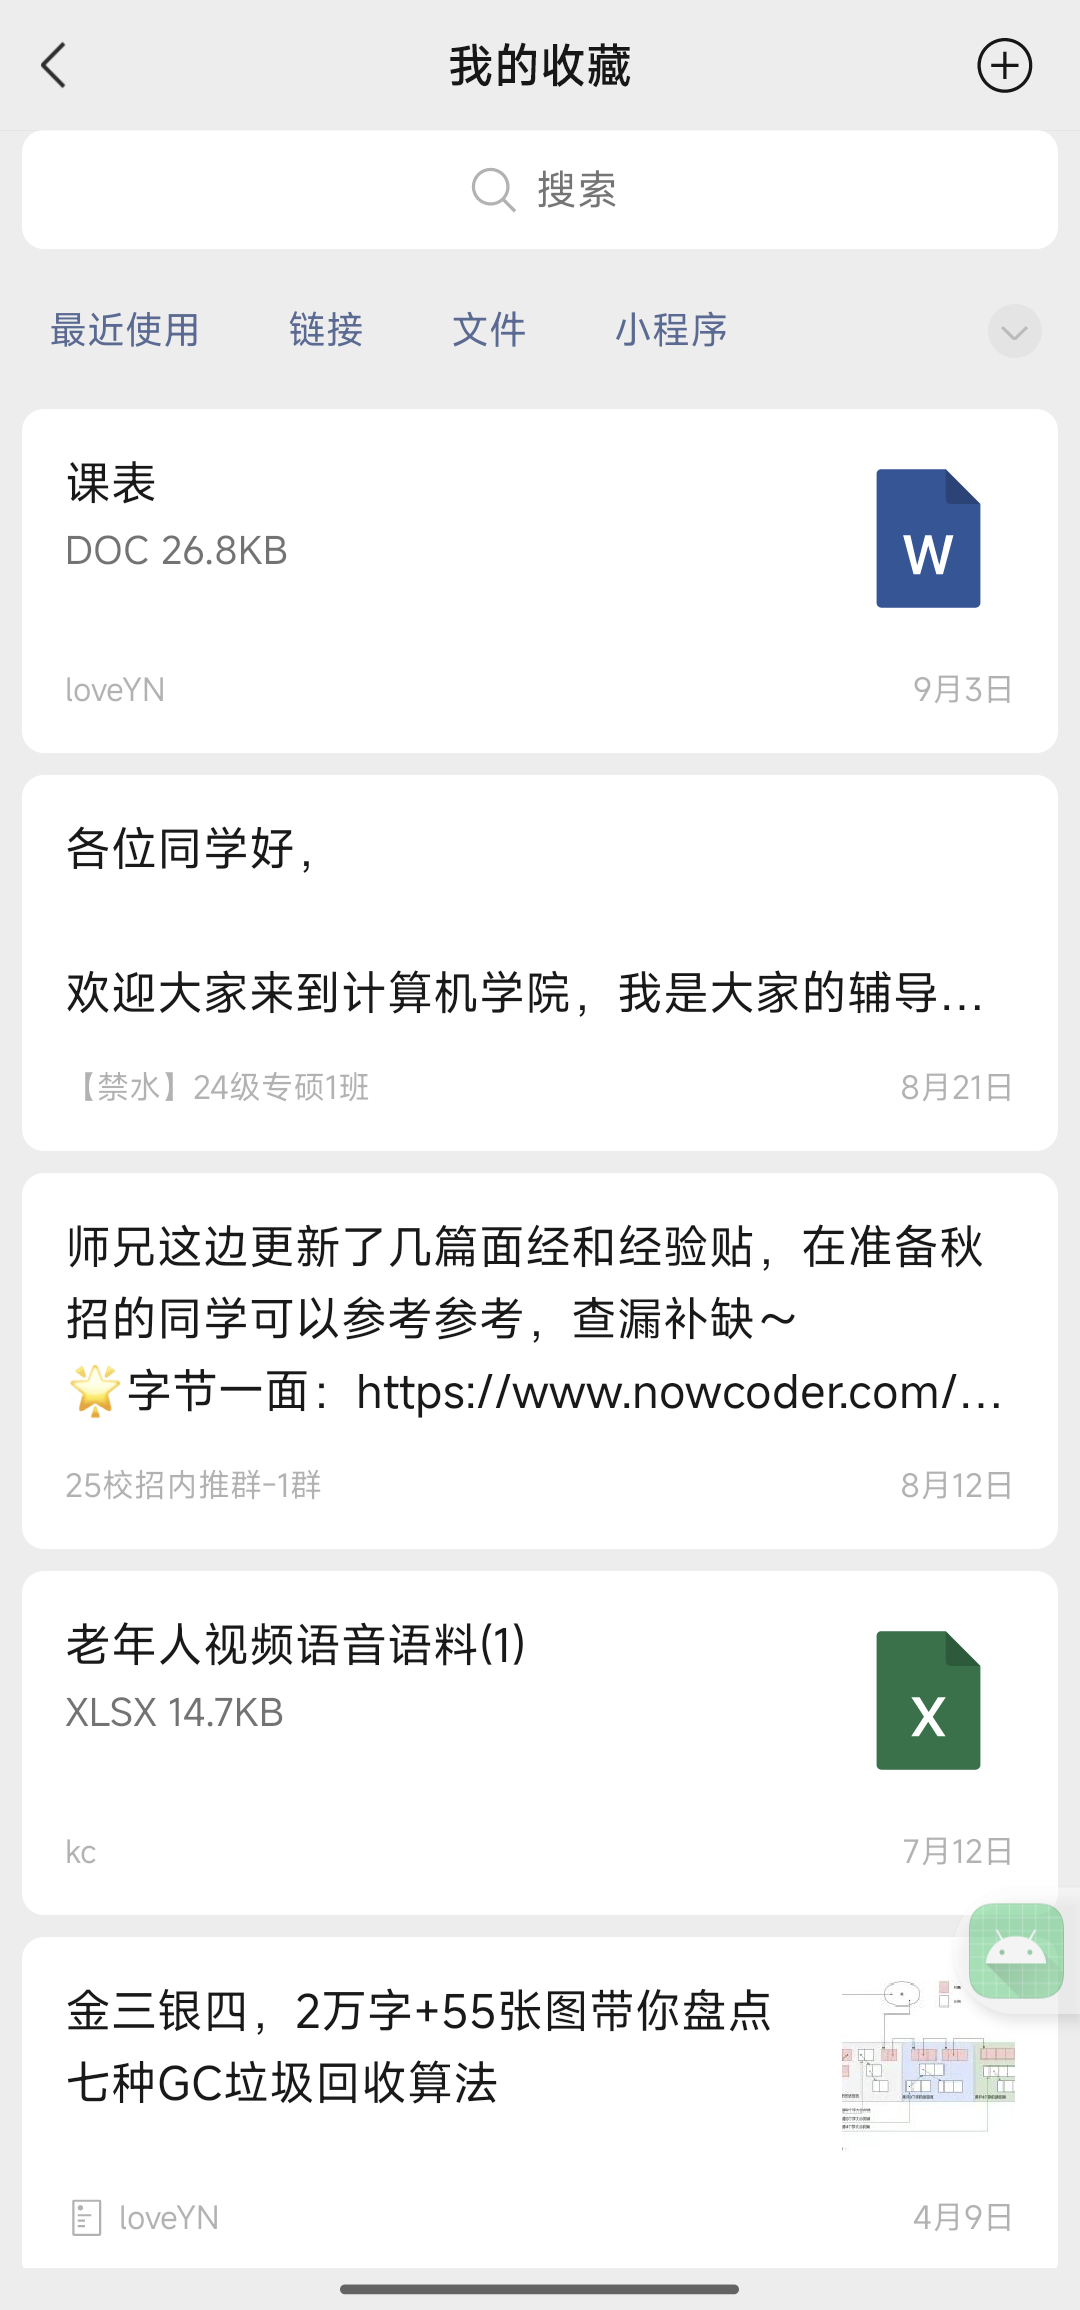 我的收藏
搜索
最近使用 链接 文件 小程序
课表
DOC 26.8KB
W
loveYN 9月3日
各位同学好，
欢迎大家来到计算机学院，我是大家的辅导...
【禁水】24级专硕1班 8月21日
师兄这边更新了几篇面经和经验贴，在准备秋
招的同学可以参考参考，查漏补缺～
🌟字节一面：https://www.nowcoder.com/...
25校招内推群-1群 8月12日
老年人视频语音语料(1)
XLSX 14.7KB
X
kc 7月12日
金三银四，2万字+55张图带你盘点
七种GC垃圾回收算法
loveYN 4月9日